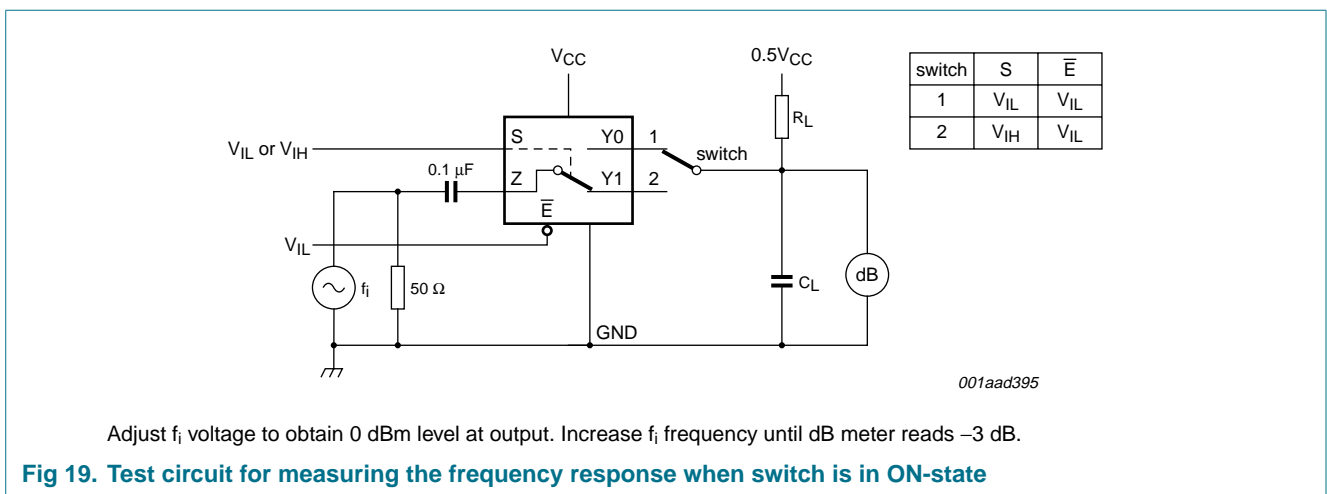 V_CC
0.5V_CC
switch S E̅
1 V_IL V_IL
2 V_IH V_IL
R_L
S Y0 1
switch
V_IL or V_IH
0.1 μF
Z Y1 2
E̅
V_IL
f_i
50 Ω
C_L
dB
GND
001aad395
Adjust f_i voltage to obtain 0 dBm level at output. Increase f_i frequency until dB meter reads −3 dB.
Fig 19. Test circuit for measuring the frequency response when switch is in ON-state